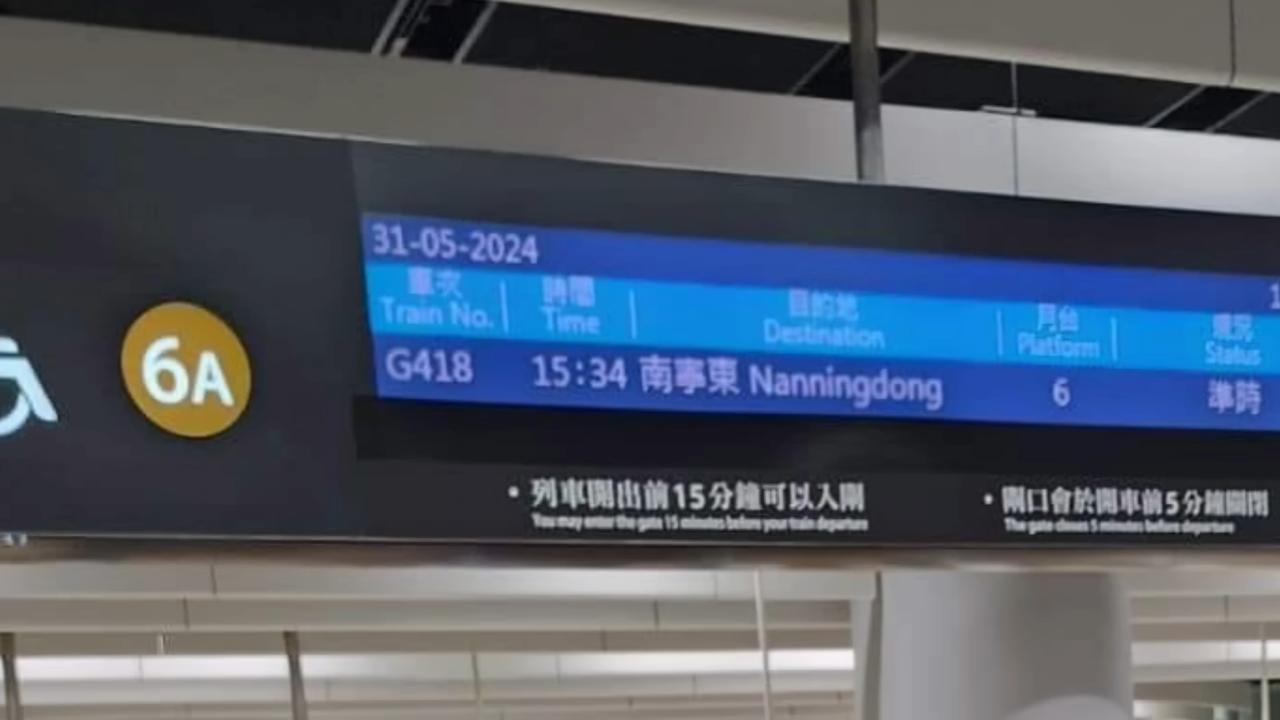 6A
31-05-2024
車次 時間 目的地 月台 狀況
Train No. Time Destination Platform Status
G418 15:34 南寧東 Nanningdong 6 準時
• 列車開出前15分鐘可以入閘
You may enter the gate 15 minutes before your train departure
• 閘口會於開車前5分鐘關閉
The gate closes 5 minutes before departure